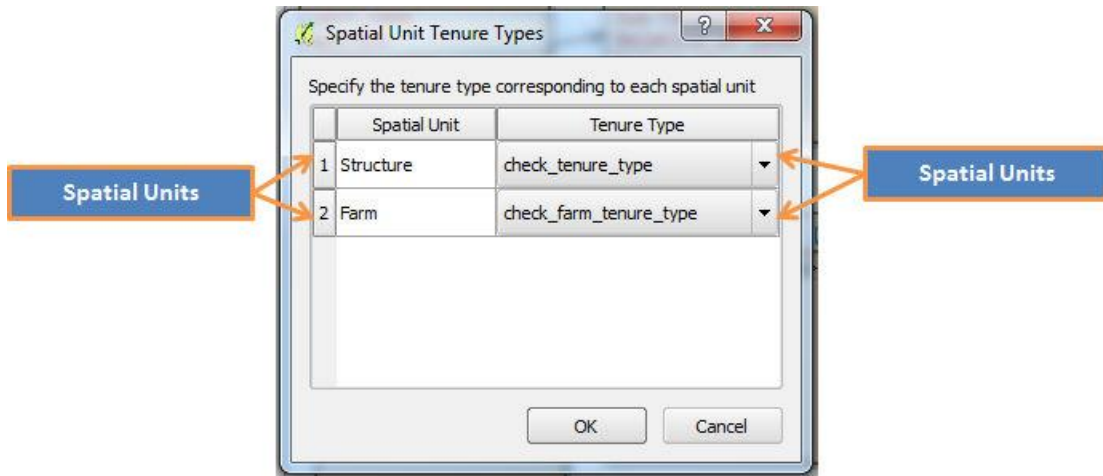 Spatial Unit Tenure Types
?
X
Specify the tenure type corresponding to each spatial unit
Spatial Unit Tenure Type
1 Structure check_tenure_type
Spatial Units
Spatial Units
2 Farm check_farm_tenure_type
OK Cancel